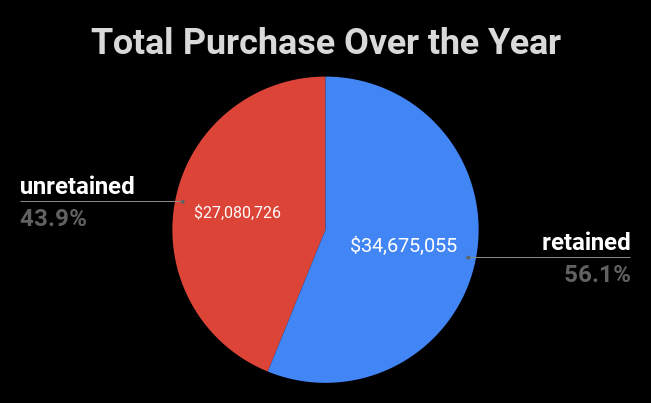 Total Purchase Over the Year
unretained
43.9%
$27,080,726
$34,675,055
retained
56.1%